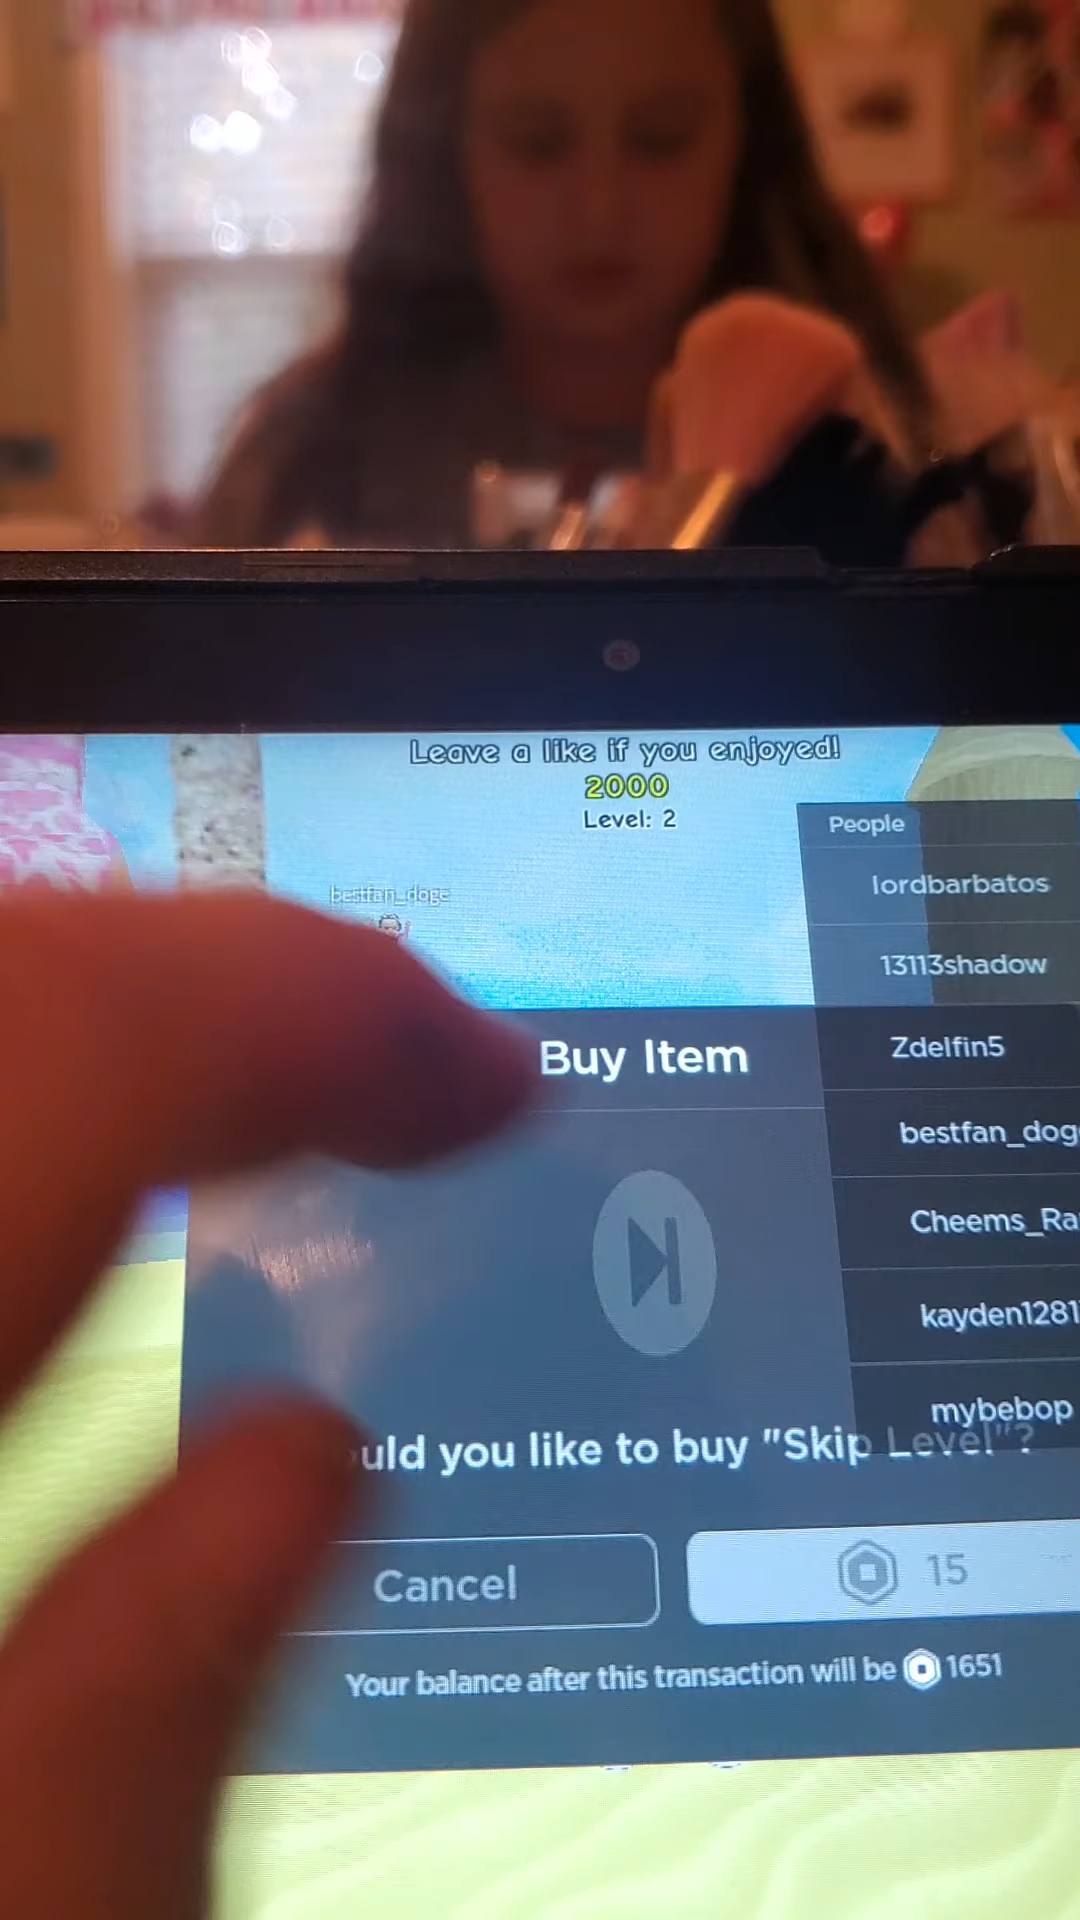 Leave a like if you enjoyed!
2000
Level: 2
People
lordbarbatos
13113shadow
bestfan_doge
Buy Item
Zdelfin5
bestfan_dog
Cheems_Ra
kayden1281
mybebop
uld you like to buy "Skip Level"?
Cancel
15
Your balance after this transaction will be 1651